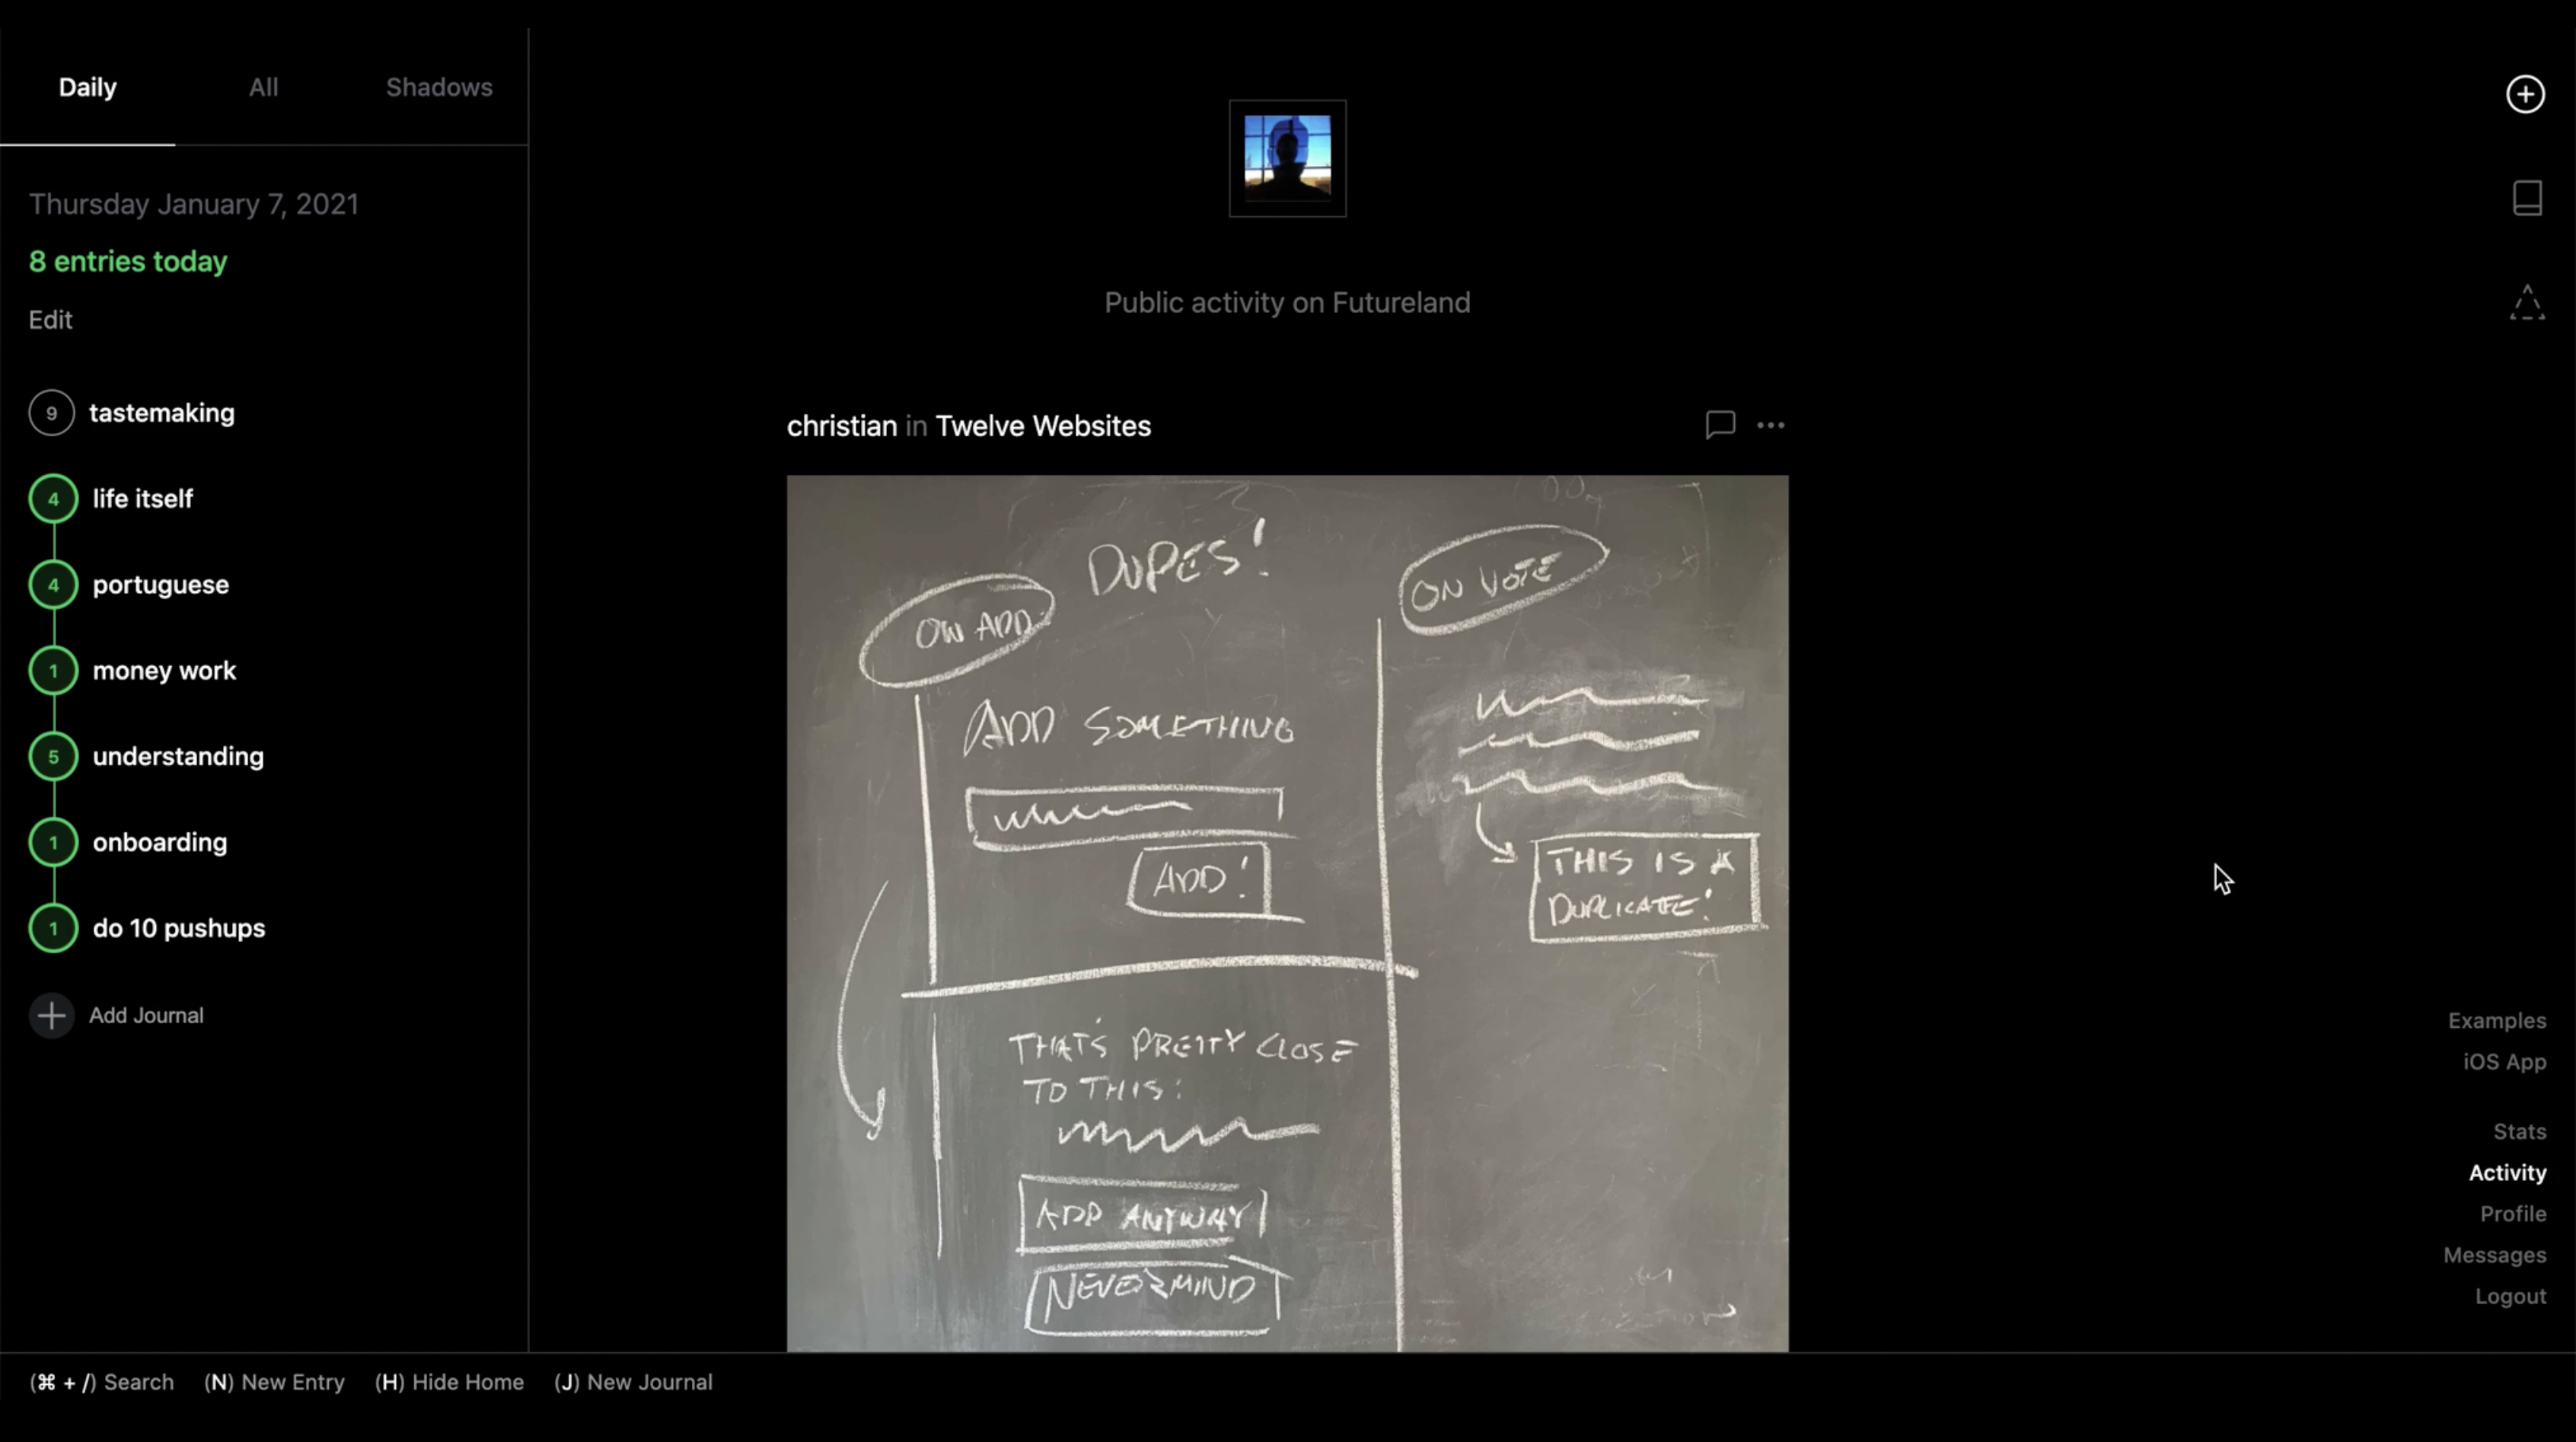 Daily All Shadows
Thursday January 7, 2021
8 entries today
Edit
9 tastemaking
4 life itself
4 portuguese
1 money work
5 understanding
1 onboarding
1 do 10 pushups
Add Journal
Public activity on Futureland
christian in Twelve Websites
DUPES!
ON ADD
ADD SOMETHING
ADD!
THAT'S PRETTY CLOSE
TO THIS:
ADD ANYWAY
NEVERMIND
ON VOTE
THIS IS A
DUPLICATE!
Examples
iOS App
Stats
Activity
Profile
Messages
Logout
(⌘ + /) Search (N) New Entry (H) Hide Home (J) New Journal